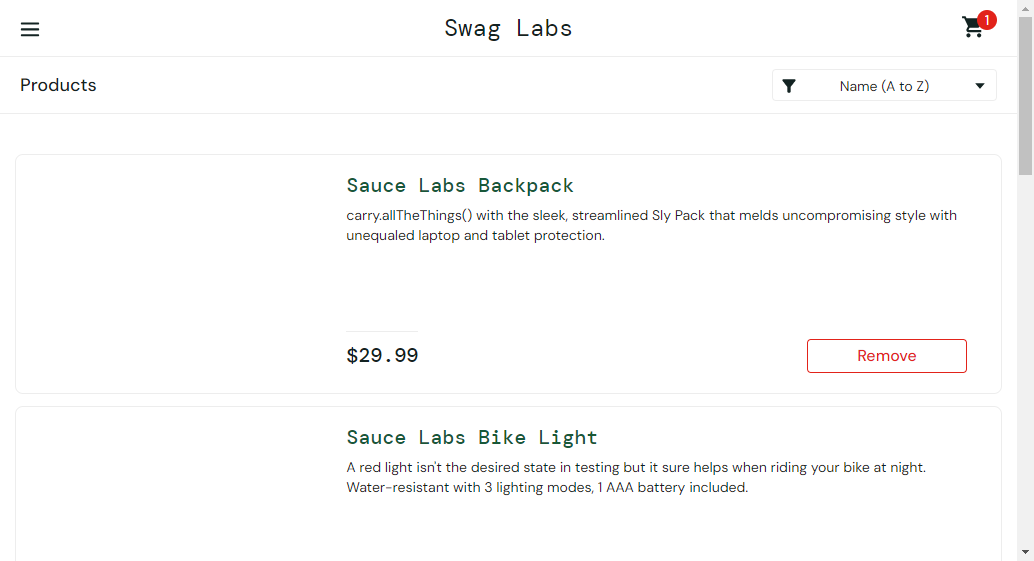 Swag Labs
1
Products
Name (A to Z)
Sauce Labs Backpack
carry.allTheThings() with the sleek, streamlined Sly Pack that melds uncompromising style with
unequaled laptop and tablet protection.
$29.99
Remove
Sauce Labs Bike Light
A red light isn't the desired state in testing but it sure helps when riding your bike at night.
Water-resistant with 3 lighting modes, 1 AAA battery included.